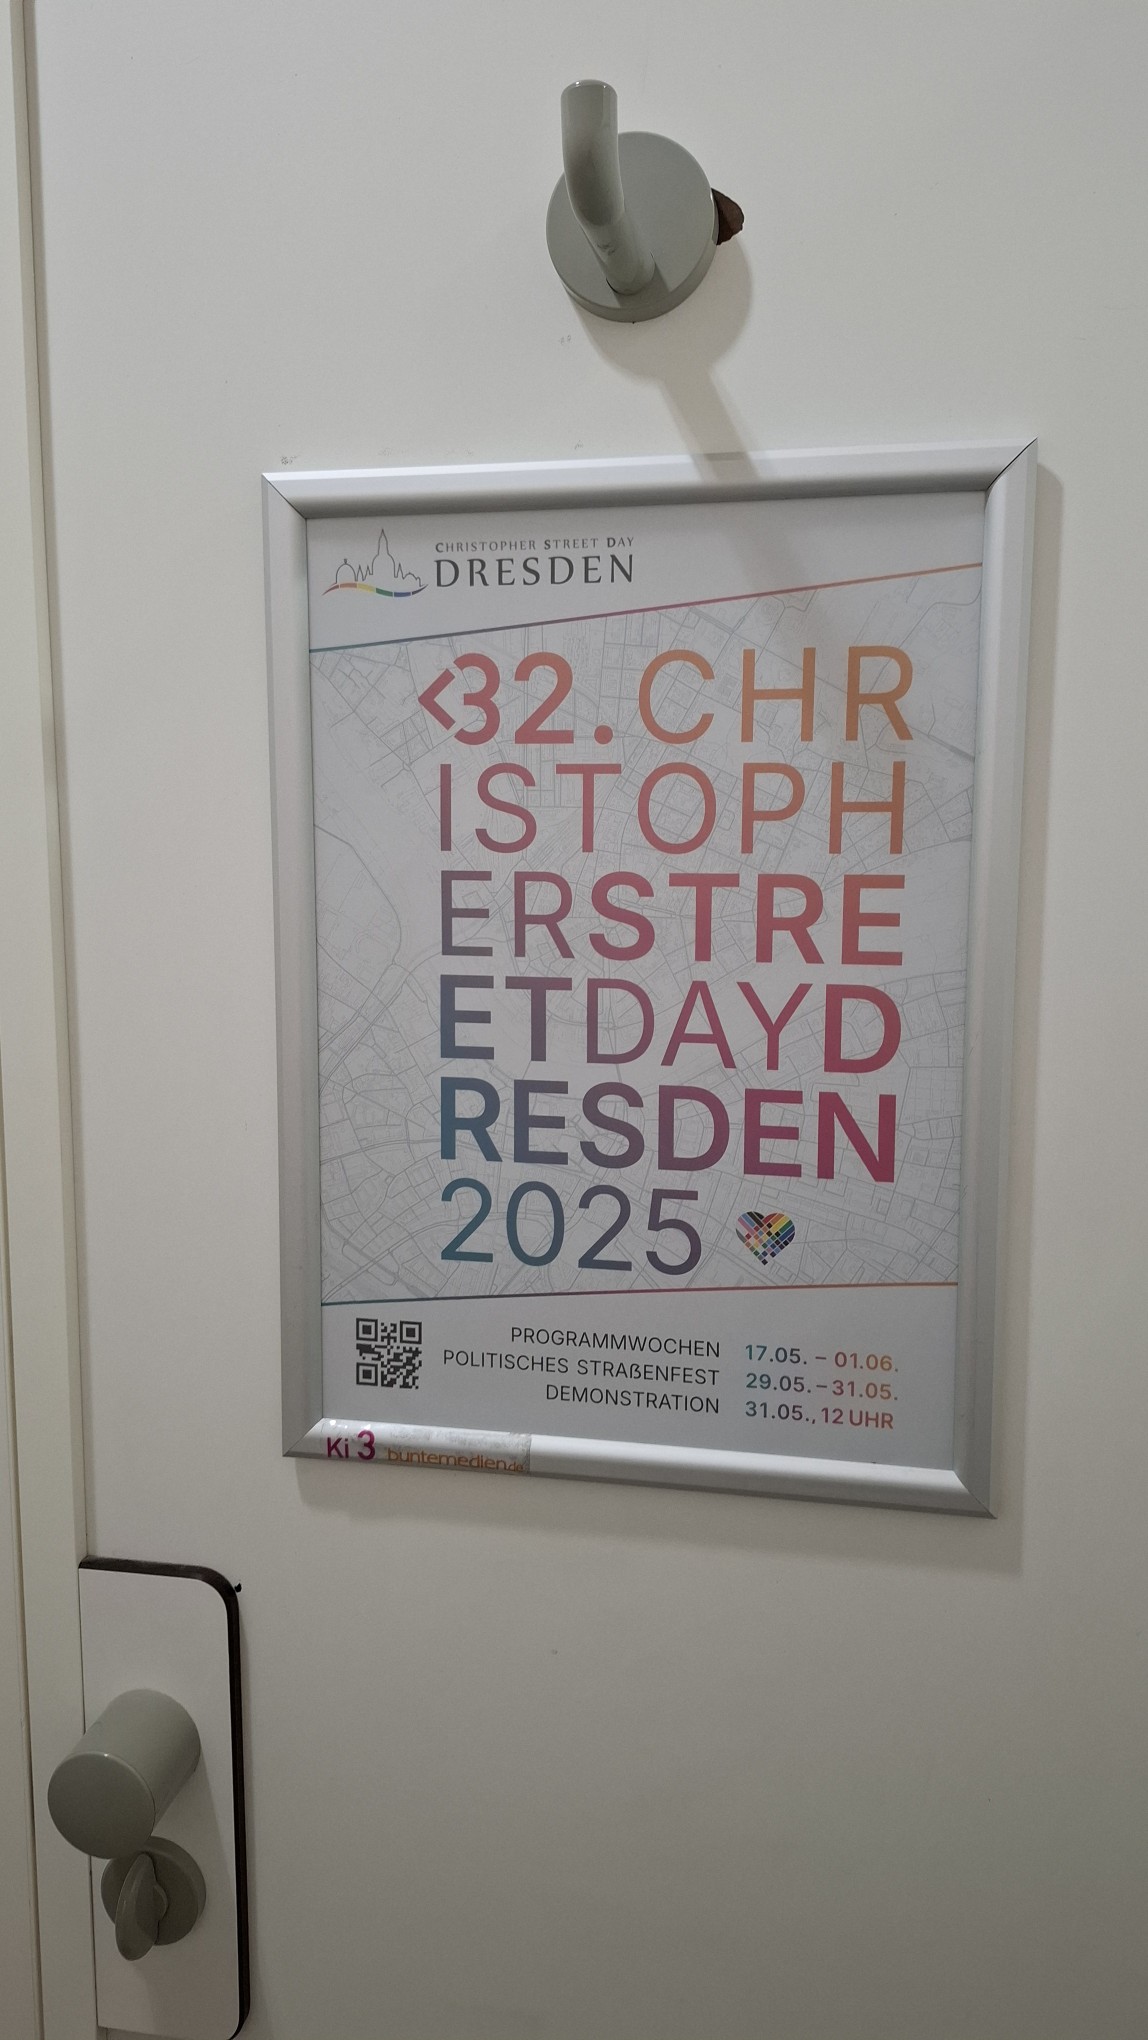 CHRISTOPHER STREET DAY
DRESDEN
<32. CHR
ISTOPH
ERSTRE
ETDAYD
RESDEN
2025
PROGRAMMWOCHEN 17.05. – 01.06.
POLITISCHES STRAßENFEST 29.05. – 31.05.
DEMONSTRATION 31.05., 12 UHR
Ki 3 buntemedien.de